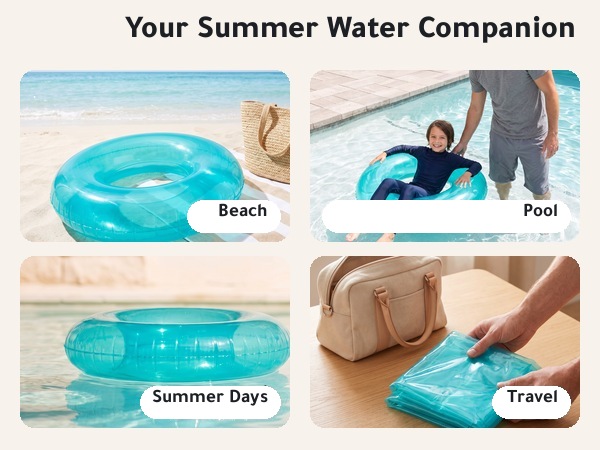 Your Summer Water Companion
Beach
Pool
Summer Days
Travel